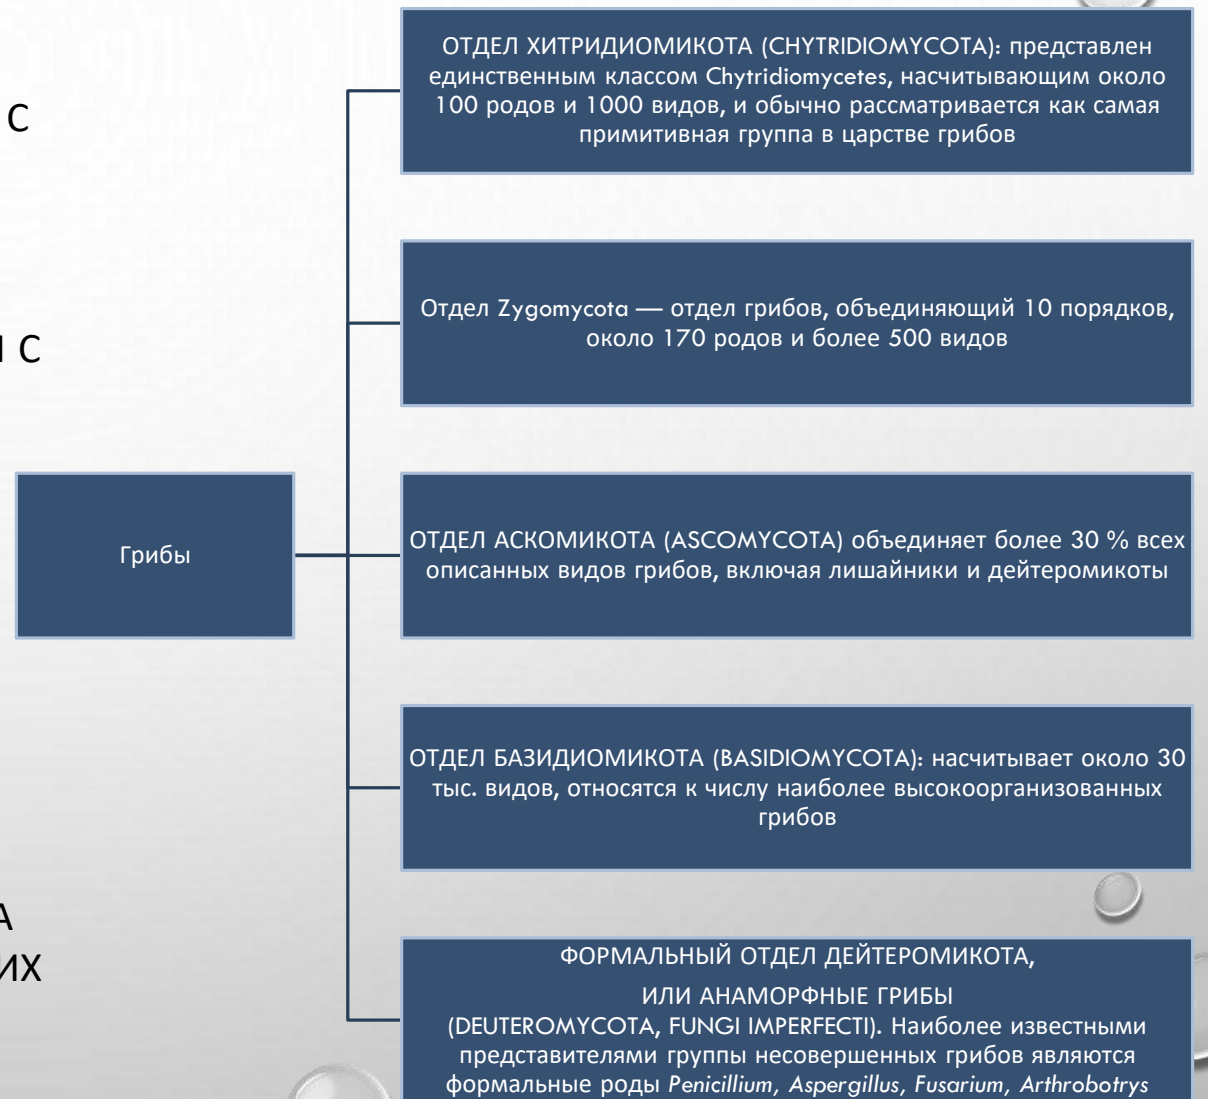 С
С
А
ИХ
Грибы
ОТДЕЛ ХИТРИДИОМИКОТА (CHYTRIDIOMYCOTA): представлен
единственным классом Chytridiomycetes, насчитывающим около
100 родов и 1000 видов, и обычно рассматривается как самая
примитивная группа в царстве грибов
Отдел Zygomycota — отдел грибов, объединяющий 10 порядков,
около 170 родов и более 500 видов
ОТДЕЛ АСКОМИКОТА (ASCOMYCOTA) объединяет более 30 % всех
описанных видов грибов, включая лишайники и дейтеромикоты
ОТДЕЛ БАЗИДИОМИКОТА (BASIDIOMYCOTA): насчитывает около 30
тыс. видов, относятся к числу наиболее высокоорганизованных
грибов
ФОРМАЛЬНЫЙ ОТДЕЛ ДЕЙТЕРОМИКОТА,
ИЛИ АНАМОРФНЫЕ ГРИБЫ
(DEUTEROMYCOTA, FUNGI IMPERFECTI). Наиболее известными
представителями группы несовершенных грибов являются
формальные роды Penicillium, Aspergillus, Fusarium, Arthrobotrys